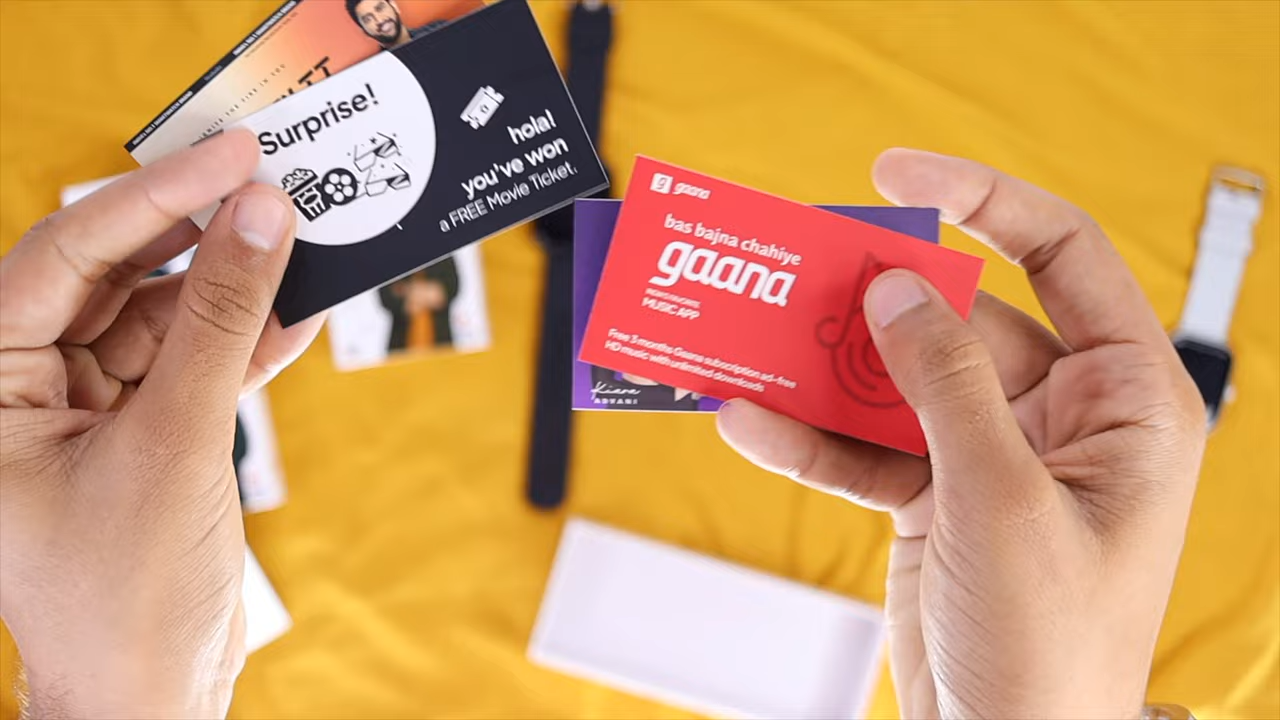 Surprise!
hola!
you've won
a FREE Movie Ticket.
gaana
bas bajna chahiye
gaana
MUSIC APP
Free 3 months Gaana subscription ad-free
HD music with unlimited downloads
Kiara
ADVANI